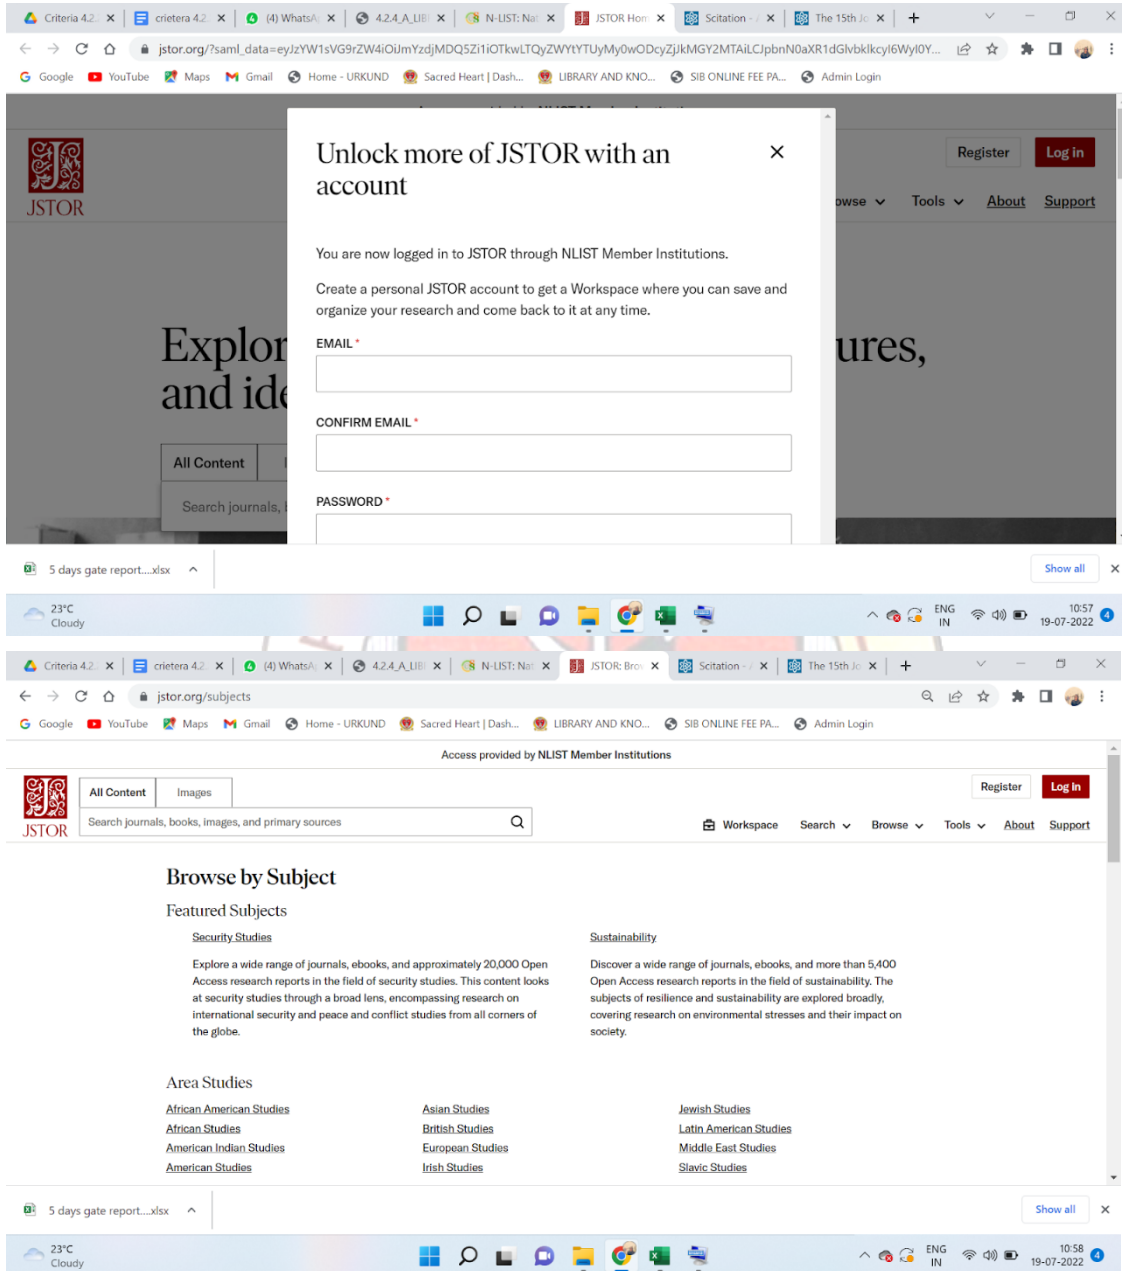 Criteria 4.2.
crietera 4.2.
(4) WhatsA
4.2.4_A_LIB
N-LIST: Nat
JSTOR Hom
Scitation - A
The 15th Jo
jstor.org/?saml_data=
Google YouTube Maps Gmail Home - URKUND Sacred Heart | Dash... LIBRARY AND KNO... SIB ONLINE FEE PA... Admin Login
Unlock more of JSTOR with an
account
JSTOR
Register Log in
owse Tools About Support
You are now logged in to JSTOR through NLIST Member Institutions.
Create a personal JSTOR account to get a Workspace where you can save and
organize your research and come back to it at any time.
EMAIL *
Explor ures,
and ide
CONFIRM EMAIL *
All Content
Search journals, b
PASSWORD *
5 days gate report....xlsx
Show all
23°C
Cloudy
ENG
IN
10:57
19-07-2022
4
Criteria 4.2.
crietera 4.2.
(4) WhatsA
4.2.4_A_LIB
N-LIST: Nat
JSTOR: Brow
Scitation - A
The 15th Jo
jstor.org/subjects
Google YouTube Maps Gmail Home - URKUND Sacred Heart | Dash... LIBRARY AND KNO... SIB ONLINE FEE PA... Admin Login
Access provided by NLIST Member Institutions
JSTOR
All Content Images
Register Log in
Search journals, books, images, and primary sources
Workspace Search Browse Tools About Support
Browse by Subject
Featured Subjects
Security Studies
Explore a wide range of journals, ebooks, and approximately 20,000 Open
Access research reports in the field of security studies. This content looks
at security studies through a broad lens, encompassing research on
international security and peace and conflict studies from all corners of
the globe.
Sustainability
Discover a wide range of journals, ebooks, and more than 5,400
Open Access research reports in the field of sustainability. The
subjects of resilience and sustainability are explored broadly,
covering research on environmental stresses and their impact on
society.
Area Studies
African American Studies
African Studies
American Indian Studies
American Studies
Asian Studies
British Studies
European Studies
Irish Studies
Jewish Studies
Latin American Studies
Middle East Studies
Slavic Studies
5 days gate report....xlsx
Show all
23°C
Cloudy
ENG
IN
10:58
19-07-2022
4